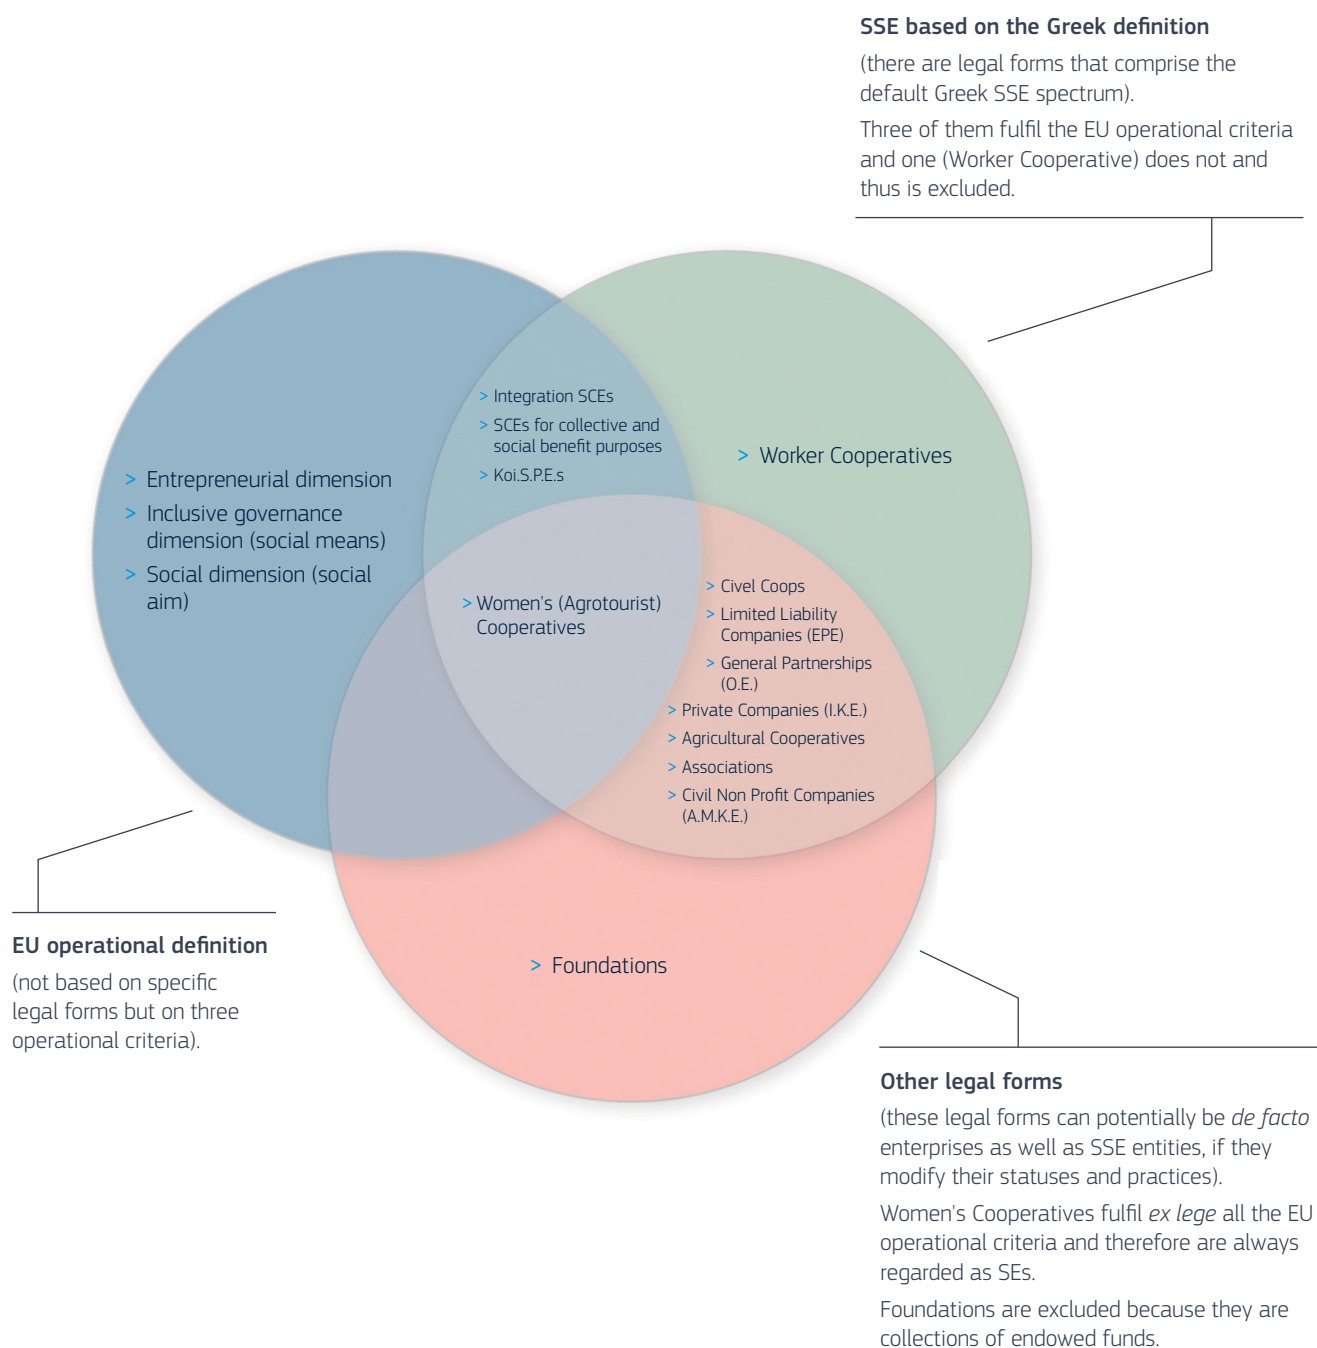 SSE based on the Greek definition
(there are legal forms that comprise the
default Greek SSE spectrum).
Three of them fulfil the EU operational criteria
and one (Worker Cooperative) does not and
thus is excluded.
> Integration SCEs
> SCEs for collective and
social benefit purposes
> Koi.S.P.E.s
> Worker Cooperatives
> Entrepreneurial dimension
> Inclusive governance
dimension (social means)
> Social dimension (social
aim)
> Women's (Agrotourist)
Cooperatives
> Civel Coops
> Limited Liability
Companies (EPE)
> General Partnerships
(O.E.)
> Private Companies (I.K.E.)
> Agricultural Cooperatives
> Associations
> Civil Non Profit Companies
(A.M.K.E.)
> Foundations
EU operational definition
(not based on specific
legal forms but on three
operational criteria).
Other legal forms
(these legal forms can potentially be de facto
enterprises as well as SSE entities, if they
modify their statuses and practices).
Women's Cooperatives fulfil ex lege all the EU
operational criteria and therefore are always
regarded as SEs.
Foundations are excluded because they are
collections of endowed funds.